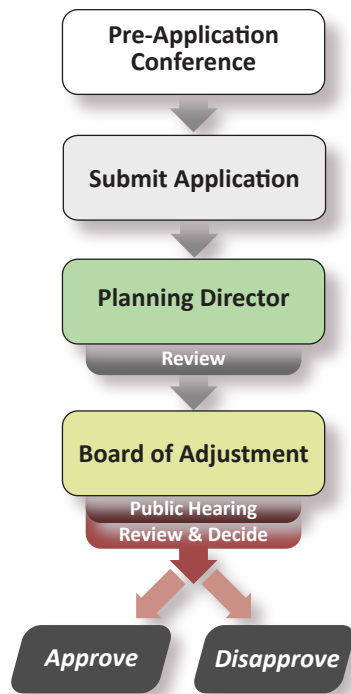 Pre-Application
Conference
Submit Application
Planning Director
Review
Board of Adjustment
Public Hearing
Review & Decide
Approve
Disapprove